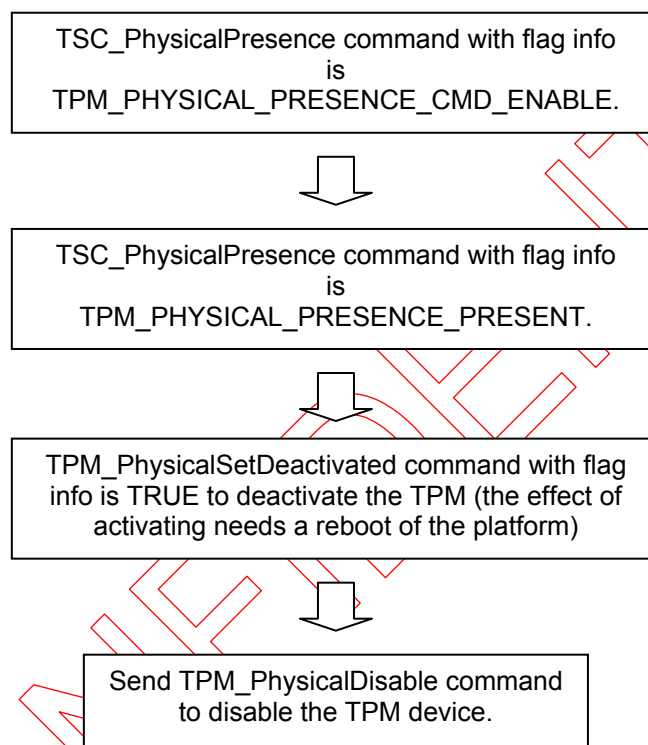 TSC_PhysicalPresence command with flag info
is
TPM_PHYSICAL_PRESENCE_CMD_ENABLE.
TSC_PhysicalPresence command with flag info
is
TPM_PHYSICAL_PRESENCE_PRESENT.
TPM_PhysicalSetDeactivated command with flag
info is TRUE to deactivate the TPM (the effect of
activating needs a reboot of the platform)
Send TPM_PhysicalDisable command
to disable the TPM device.